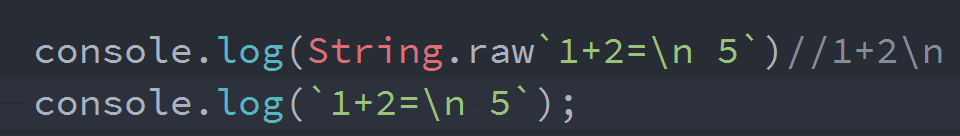 console.log(String.raw`1+2=\n 5`)//1+2\n
console.log(`1+2=\n 5`);